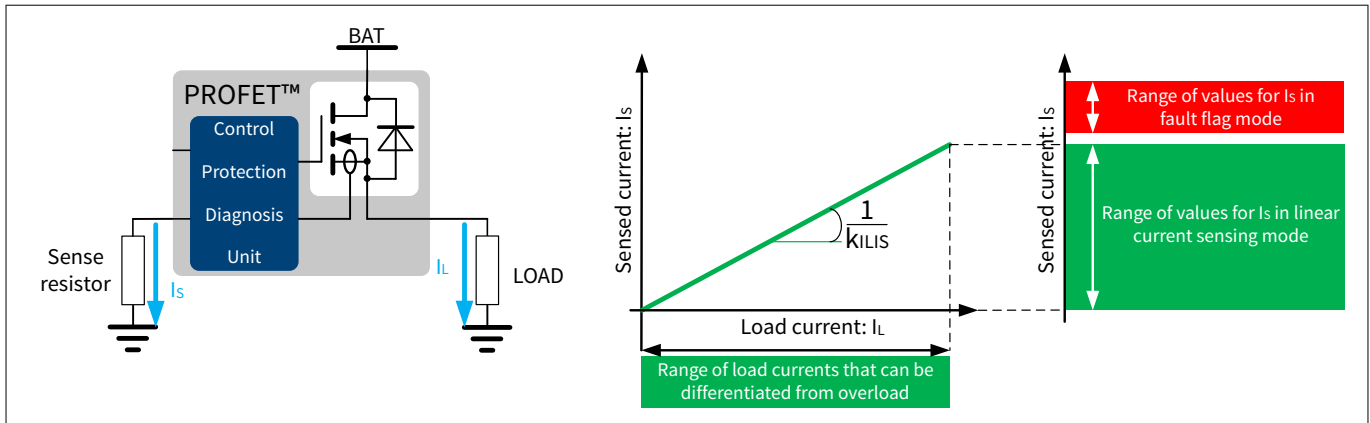 BAT
PROFET™
Control
Protection
Diagnosis
Unit
Sense
resistor
IS
IL
LOAD
Sensed current: IS
1
kILIS
Load current: IL
Range of load currents that can be
differentiated from overload
Sensed current: IS
Range of values for IS in
fault flag mode
Range of values for IS in linear
current sensing mode